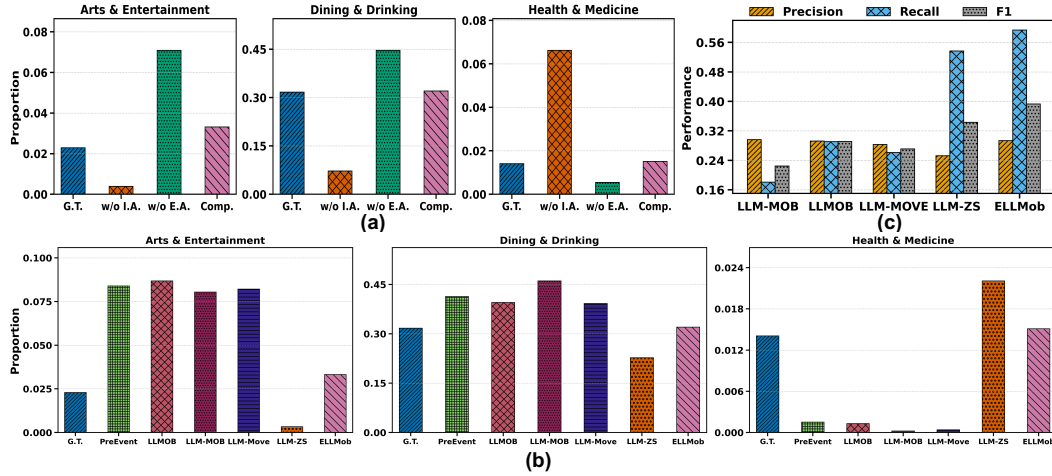 Arts & Entertainment
Proportion
0.08
0.06
0.04
0.02
0.00
G.T. w/o I.A. w/o E.A. Comp.
Dining & Drinking
0.45
0.30
0.15
0.00
G.T. w/o I.A. w/o E.A. Comp.
Health & Medicine
0.08
0.06
0.04
0.02
0.00
G.T. w/o I.A. w/o E.A. Comp.
(a)
Precision Recall F1
Performance
0.56
0.48
0.40
0.32
0.24
0.16
LLM-MOB LLMOB LLM-MOVE LLM-ZS ELLMob
(c)
Arts & Entertainment
Proportion
0.100
0.075
0.050
0.025
0.000
G.T. PreEvent LLMOB LLM-MOB LLM-Move LLM-ZS ELLMob
Dining & Drinking
0.45
0.30
0.15
0.00
G.T. PreEvent LLMOB LLM-MOB LLM-Move LLM-ZS ELLMob
Health & Medicine
0.024
0.018
0.012
0.006
0.000
G.T. PreEvent LLMOB LLM-MOB LLM-Move LLM-ZS ELLMob
(b)